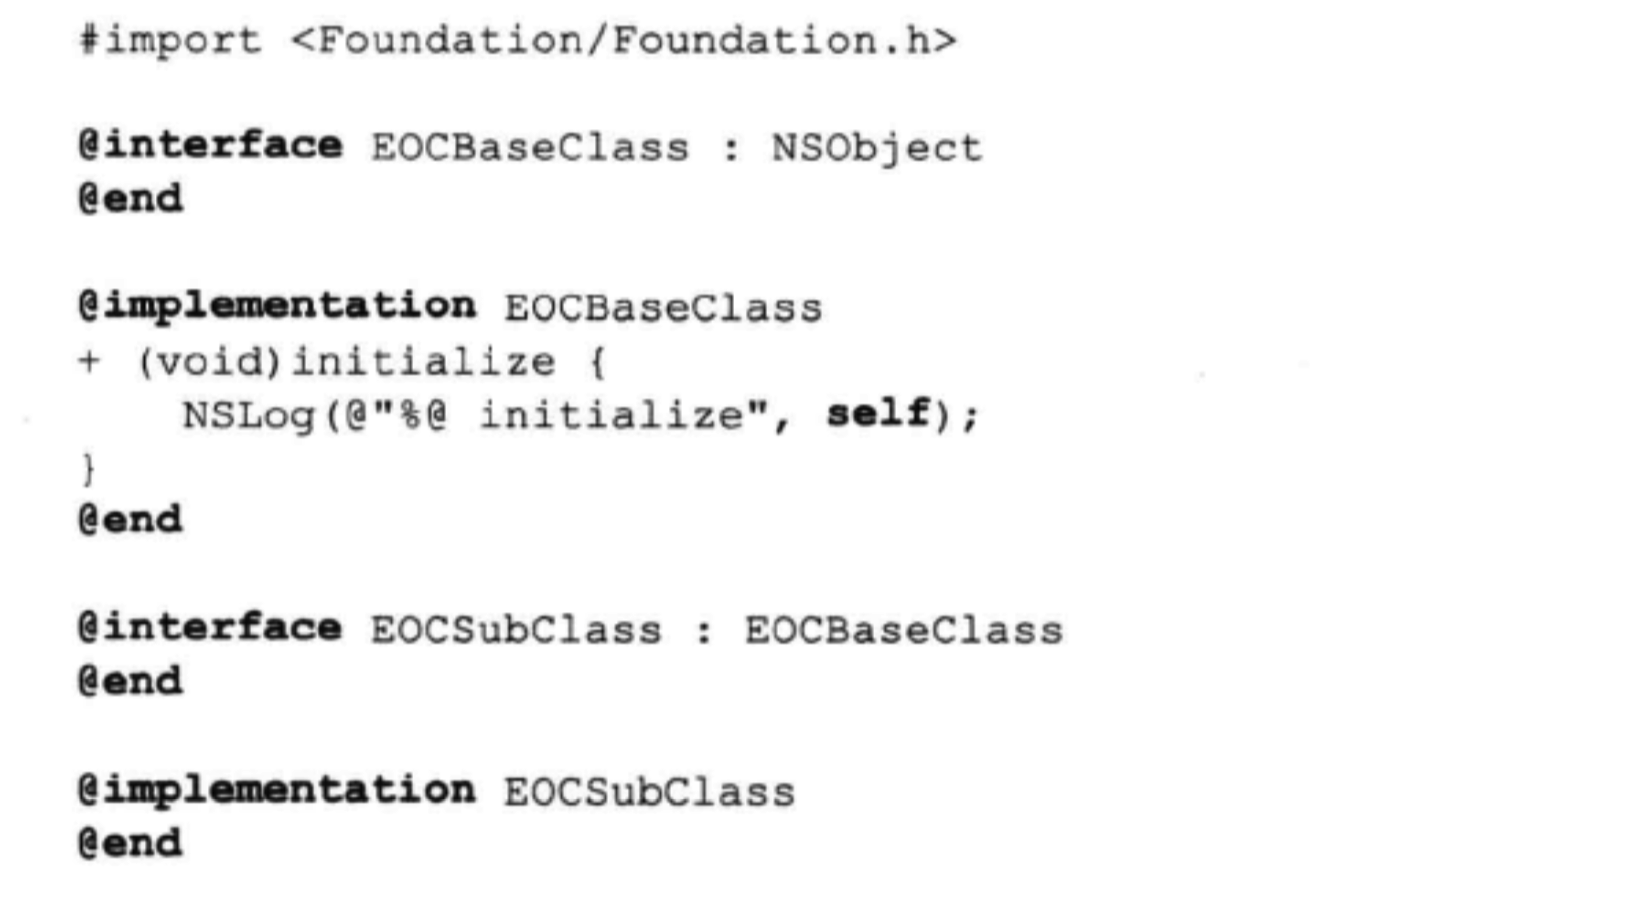 #import <Foundation/Foundation.h>
@interface EOCBaseClass : NSObject
@end
@implementation EOCBaseClass
+ (void)initialize {
NSLog(@"%@ initialize", self);
}
@end
@interface EOCSubClass : EOCBaseClass
@end
@implementation EOCSubClass
@end